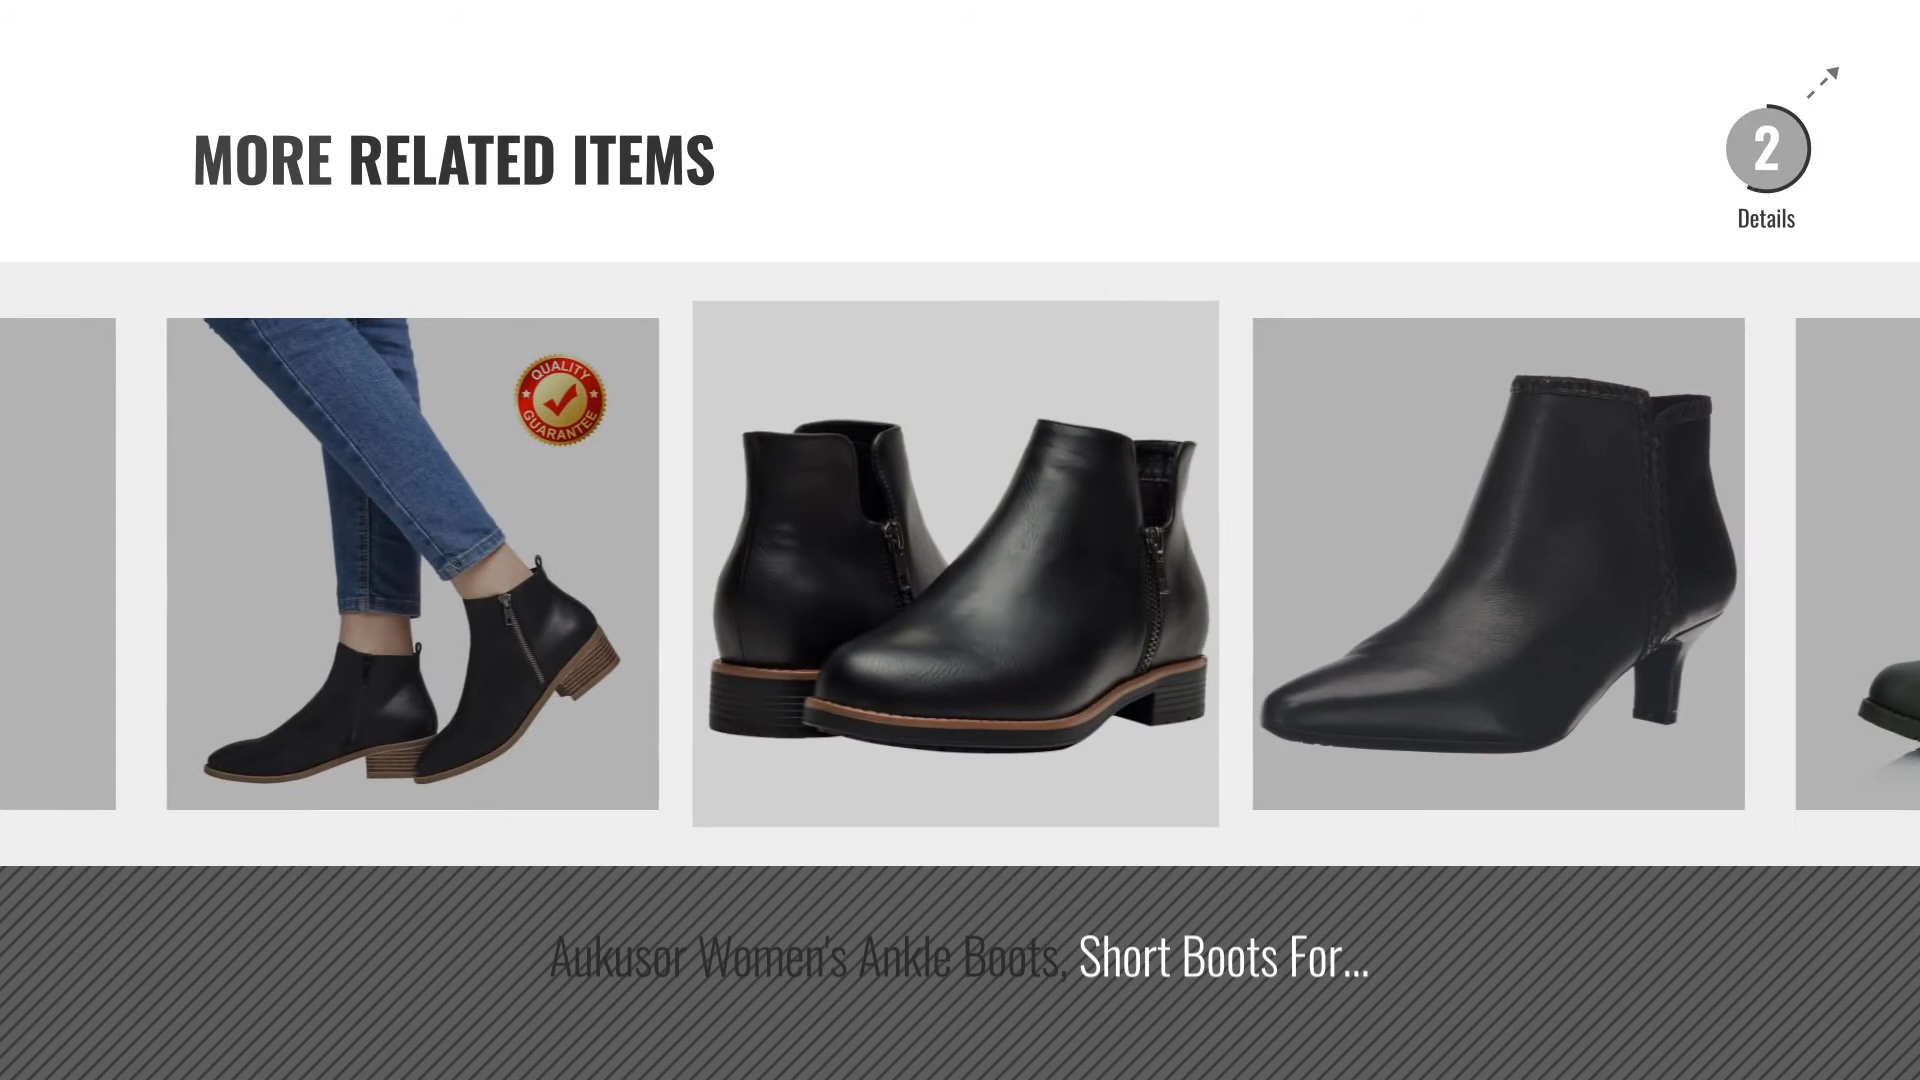 MORE RELATED ITEMS
2
Details
QUALITY
GUARANTEE
Aukusor Women's Ankle Boots, Short Boots For...